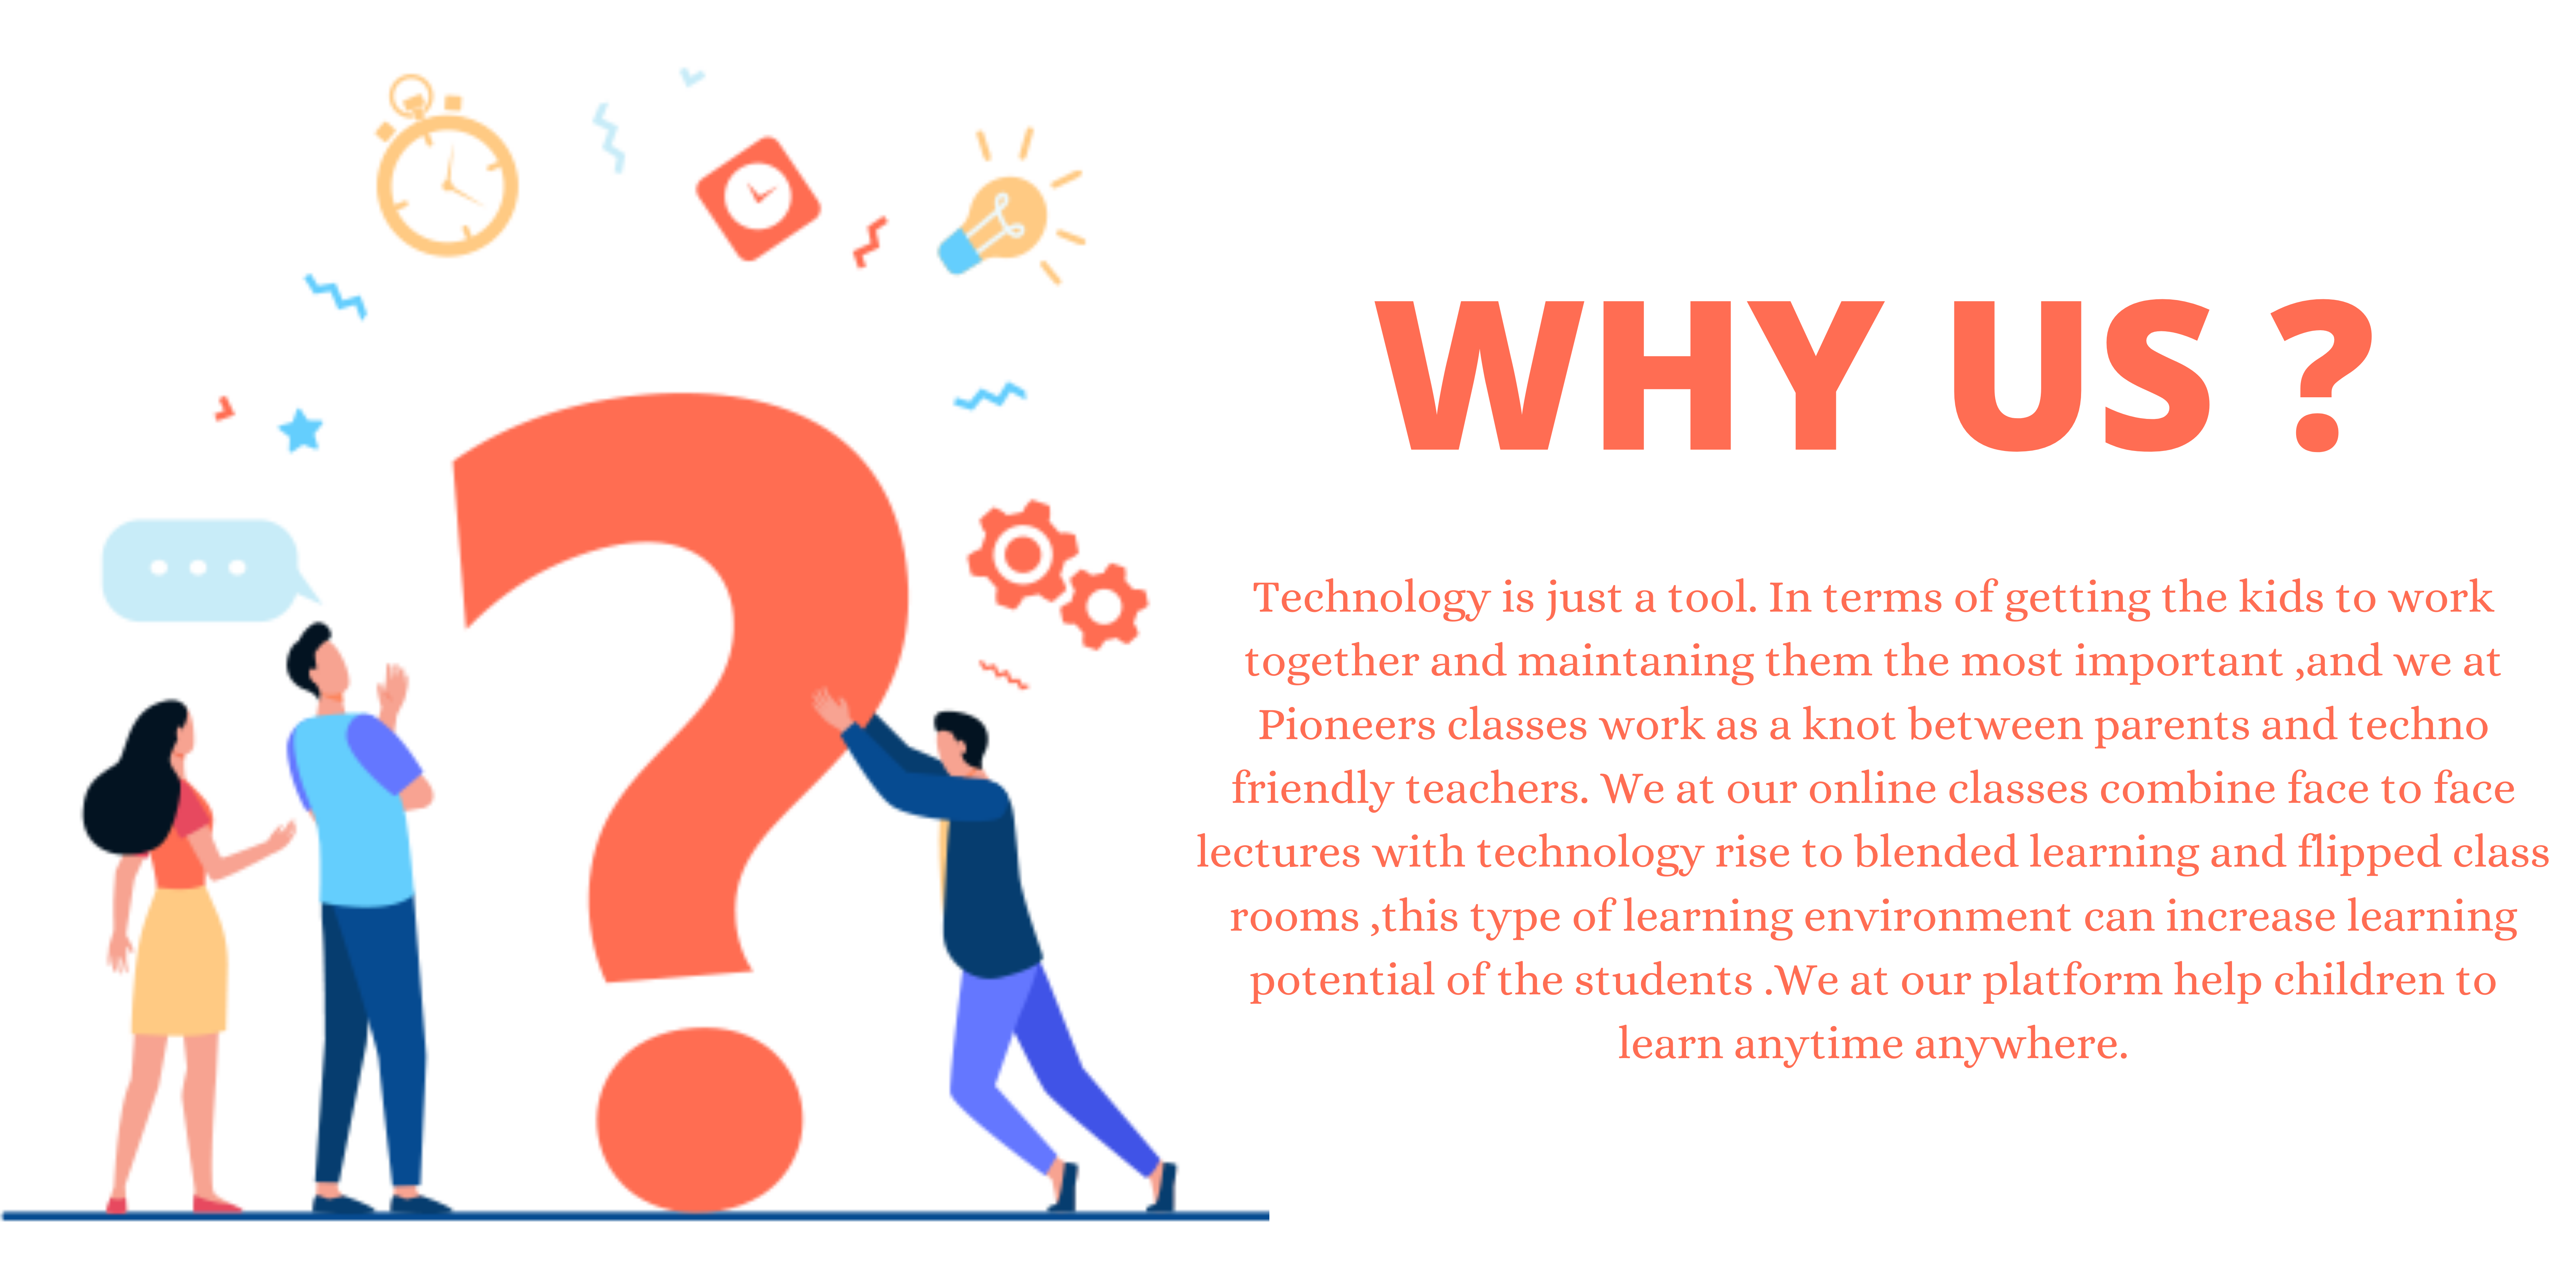 WHY US ?
Technology is just a tool. In terms of getting the kids to work
together and maintaning them the most important ,and we at
Pioneers classes work as a knot between parents and techno
friendly teachers. We at our online classes combine face to face
lectures with technology rise to blended learning and flipped class
rooms ,this type of learning environment can increase learning
potential of the students .We at our platform help children to
learn anytime anywhere.